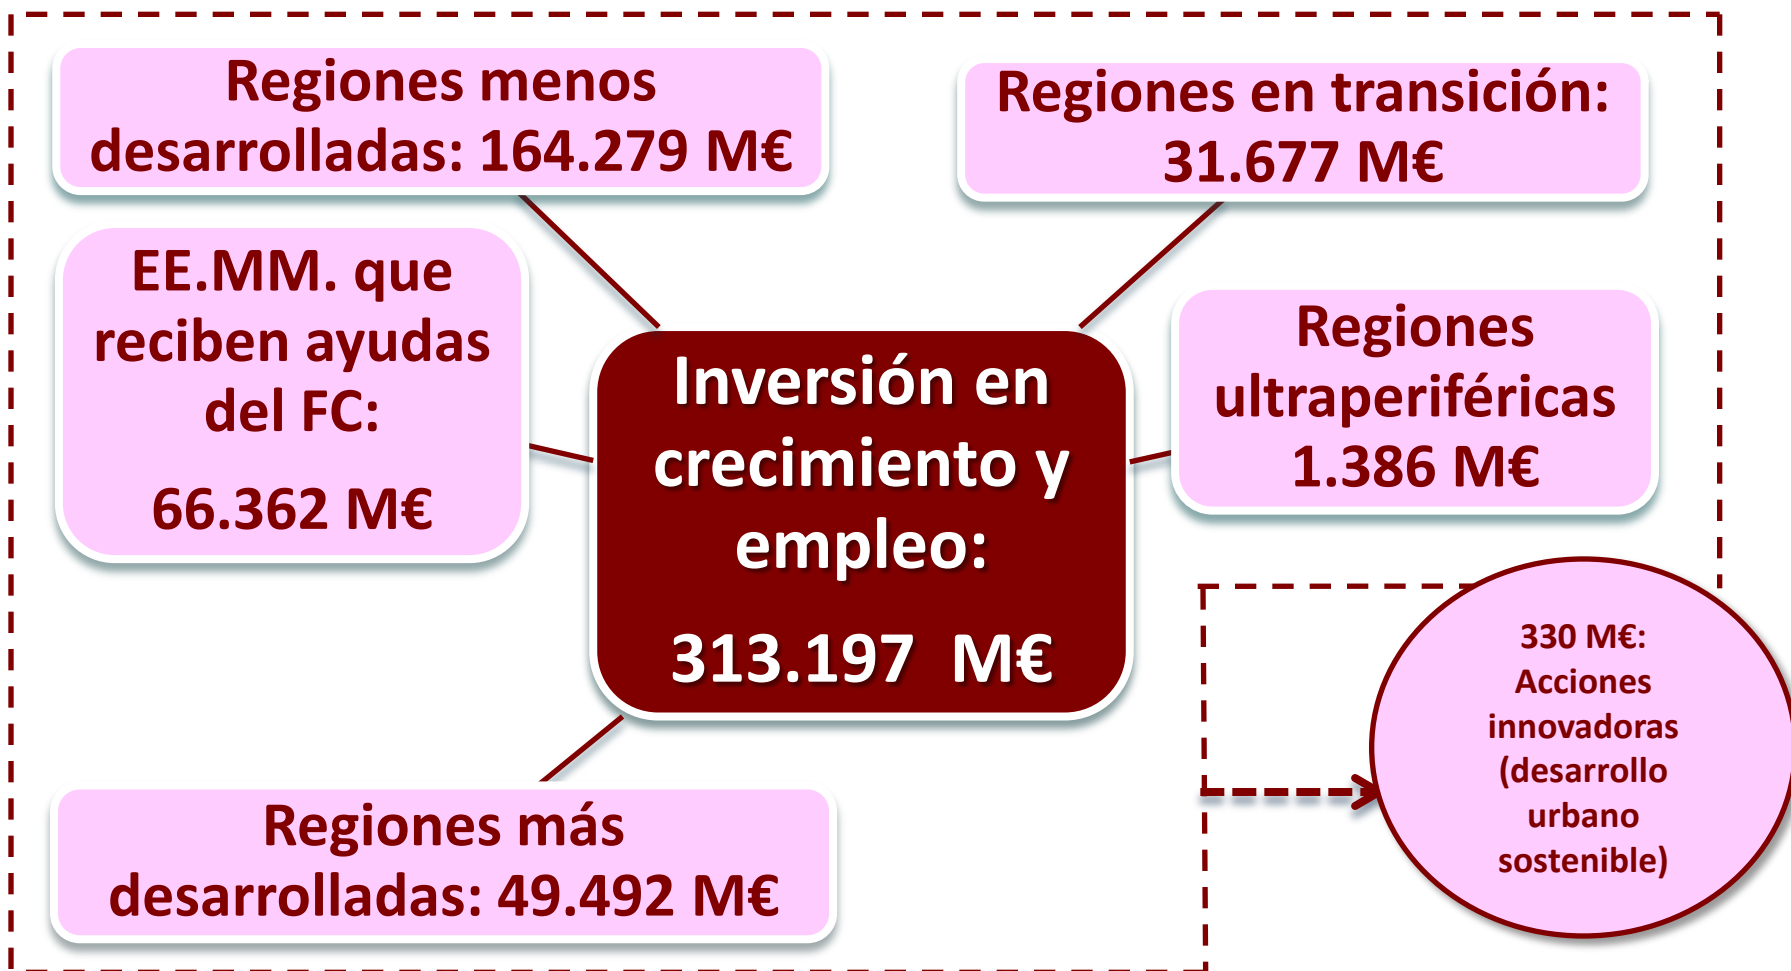 Regiones menos
desarrolladas: 164.279 M€
Regiones en transición:
31.677 M€
EE.MM. que
reciben ayudas
del FC:
66.362 M€
Inversión en
crecimiento y
empleo:
313.197 M€
Regiones
ultraperiféricas
1.386 M€
330 M€:
Acciones
innovadoras
(desarrollo
urbano
sostenible)
Regiones más
desarrolladas: 49.492 M€